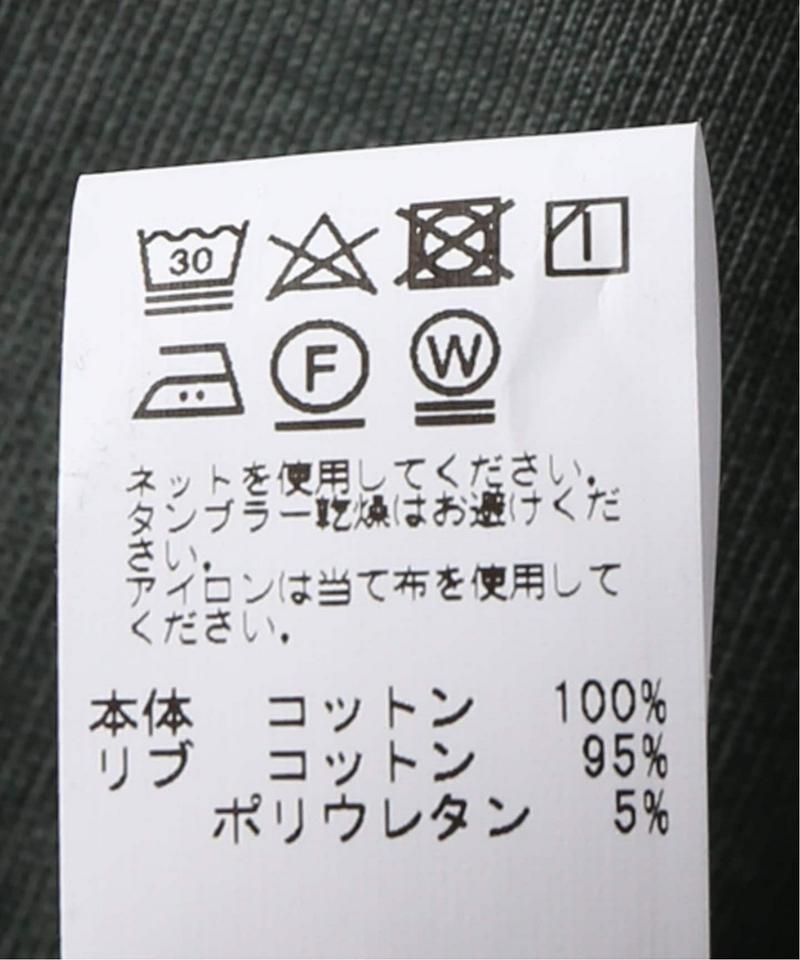 30
F W
ネットを使用してください.
タンブラー乾燥はお避けくだ
さい.
アイロンは当て布を使用して
ください.
本体 コットン 100%
リブ コットン 95%
ポリウレタン 5%